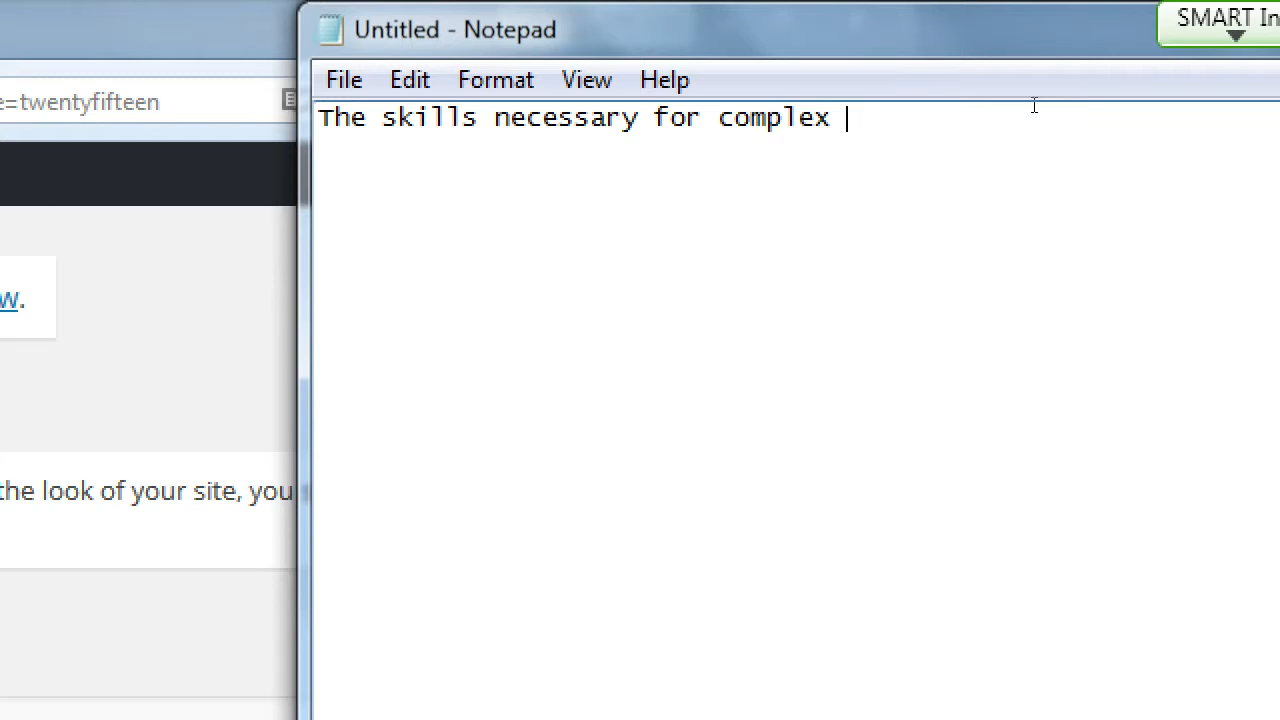 Untitled - Notepad
SMART In
e=twentyfifteen
File Edit Format View Help
The skills necessary for complex
w.
the look of your site, you